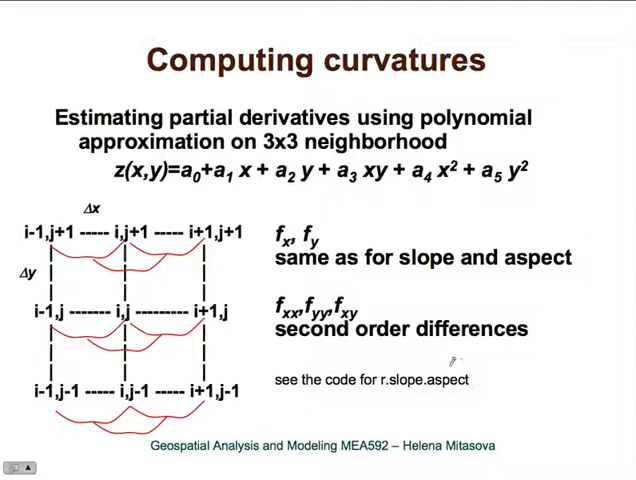 Computing curvatures
Estimating partial derivatives using polynomial
approximation on 3x3 neighborhood
z(x,y)=a₀+a₁ x + a₂ y + a₃ xy + a₄ x² + a₅ y²
Δx
i-1,j+1 ----- i,j+1 ----- i+1,j+1
Δy
i-1,j ------- i,j --------- i+1,j
i-1,j-1 ----- i,j-1 ----- i+1,j-1
fₓ, fᵧ
same as for slope and aspect
fₓₓ,fᵧᵧ,fₓᵧ
second order differences
see the code for r.slope.aspect
Geospatial Analysis and Modeling MEA592 – Helena Mitasova